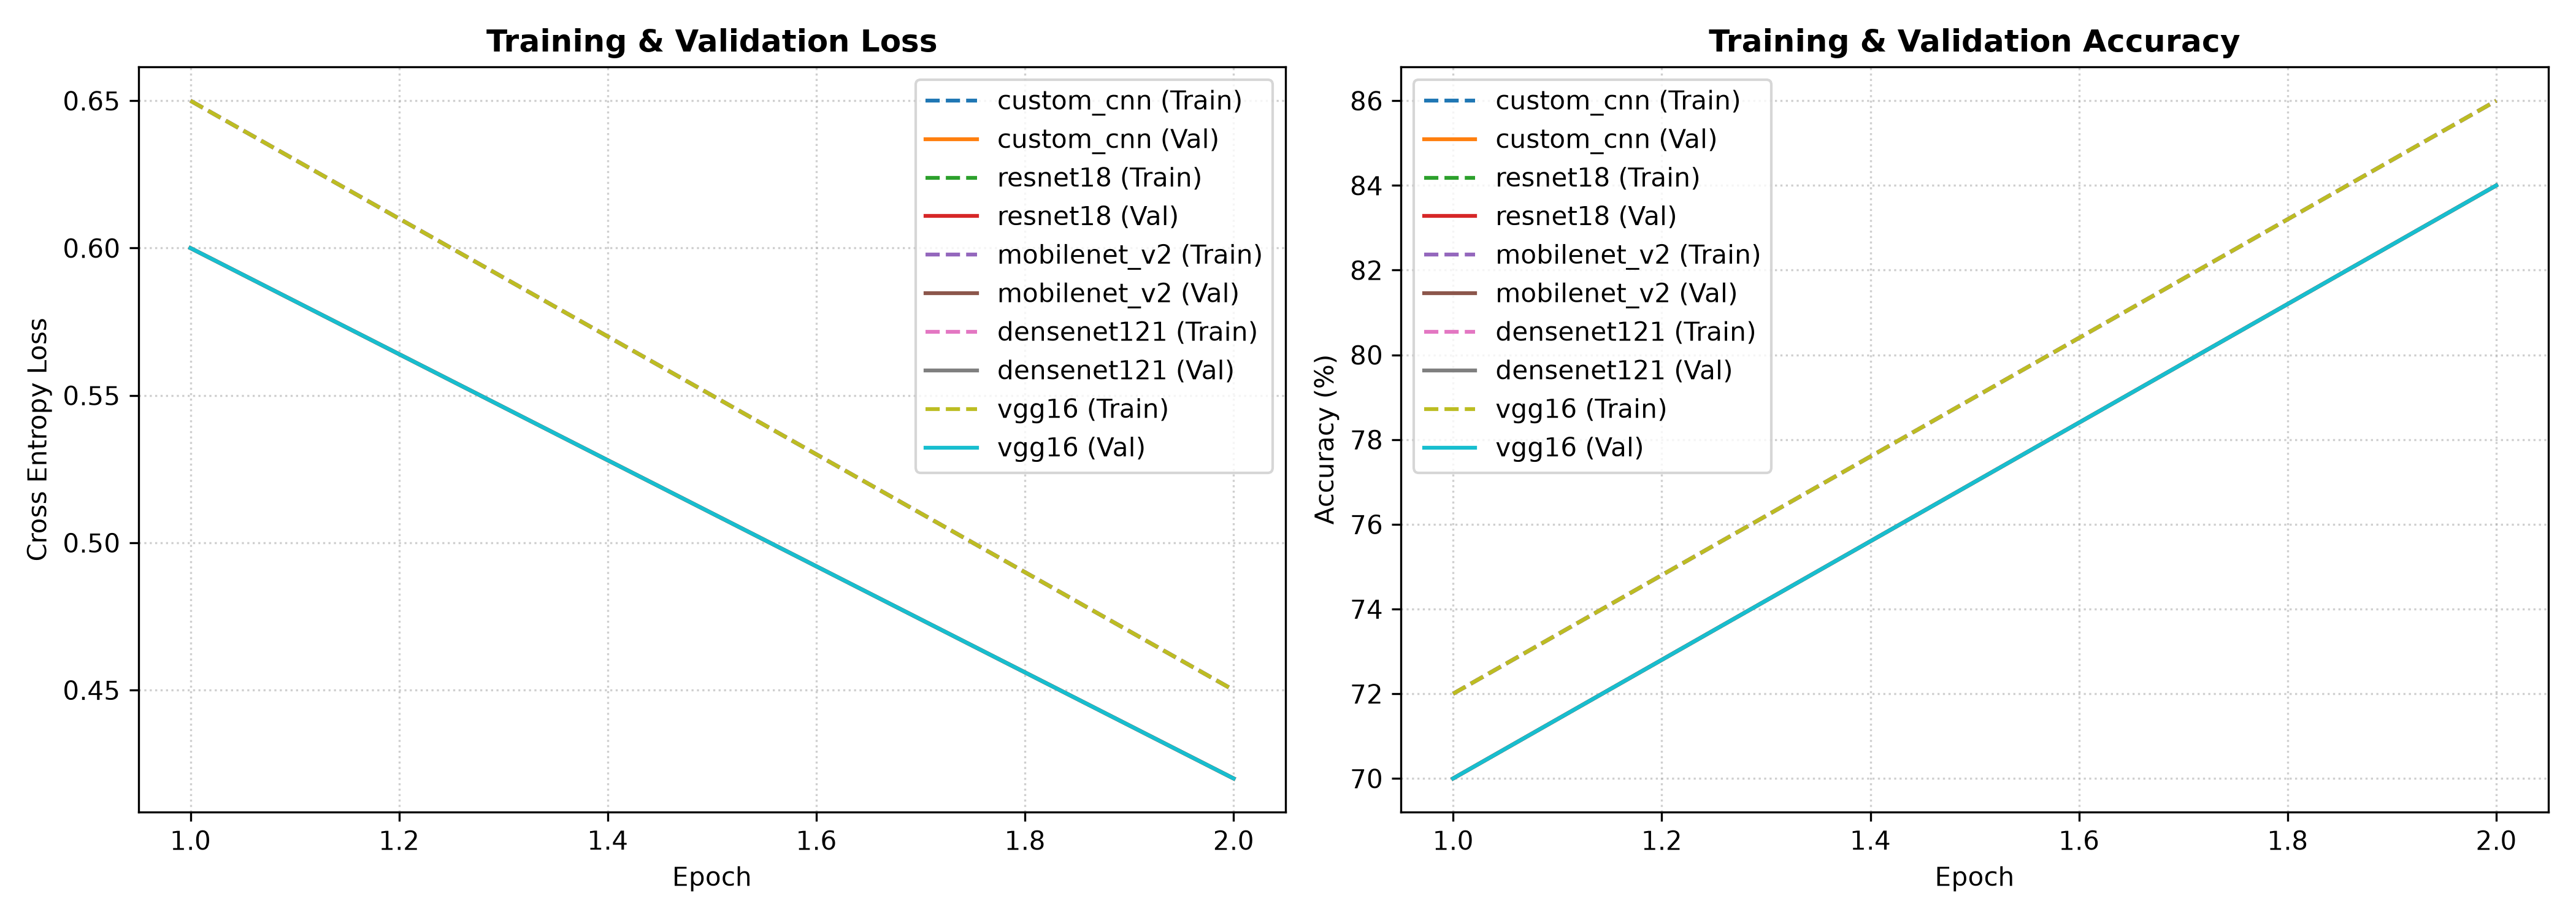 Training & Validation Loss
Cross Entropy Loss
0.65
0.60
0.55
0.50
0.45
custom_cnn (Train)
custom_cnn (Val)
resnet18 (Train)
resnet18 (Val)
mobilenet_v2 (Train)
mobilenet_v2 (Val)
densenet121 (Train)
densenet121 (Val)
vgg16 (Train)
vgg16 (Val)
1.0 1.2 1.4 1.6 1.8 2.0
Epoch
Training & Validation Accuracy
Accuracy (%)
86
84
82
80
78
76
74
72
70
custom_cnn (Train)
custom_cnn (Val)
resnet18 (Train)
resnet18 (Val)
mobilenet_v2 (Train)
mobilenet_v2 (Val)
densenet121 (Train)
densenet121 (Val)
vgg16 (Train)
vgg16 (Val)
1.0 1.2 1.4 1.6 1.8 2.0
Epoch